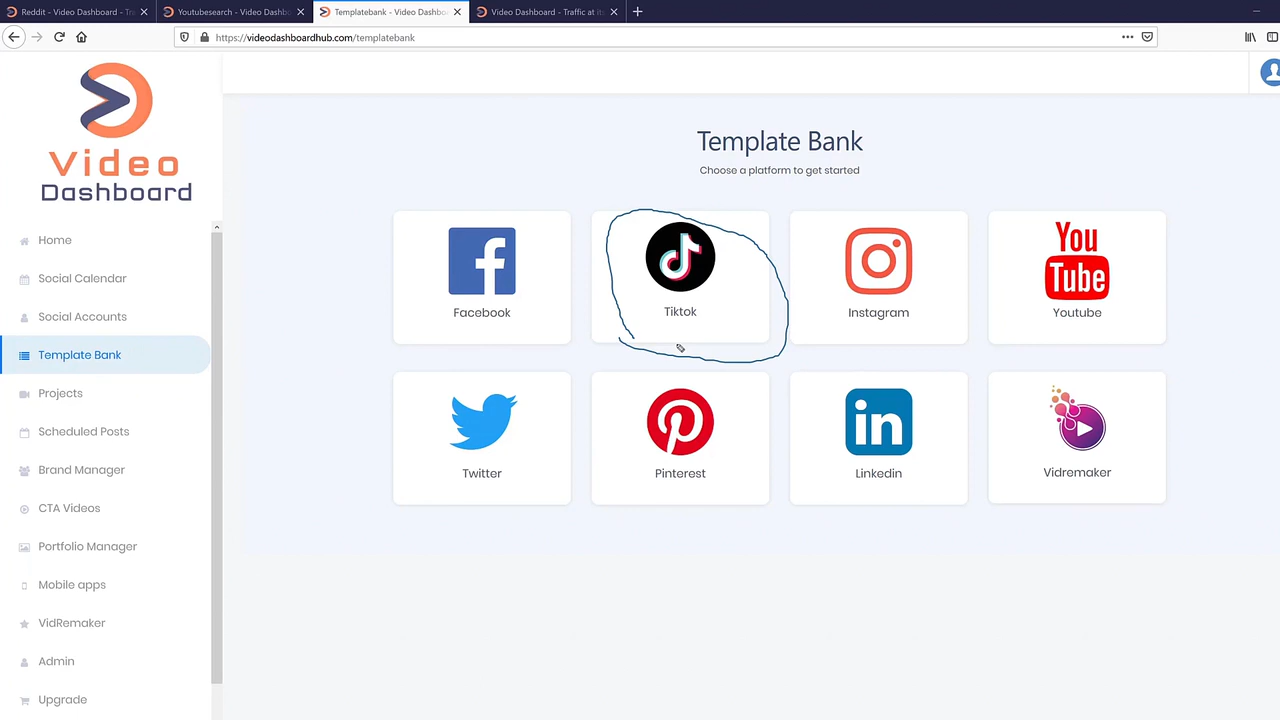 Reddit - Video Dashboard - Tra
Youtubesearch - Video Dashbo
Templatebank - Video Dashboa
Video Dashboard - Traffic at its
https://videodashboardhub.com/templatebank
Video
Dashboard
Home
Social Calendar
Social Accounts
Template Bank
Projects
Scheduled Posts
Brand Manager
CTA Videos
Portfolio Manager
Mobile apps
VidRemaker
Admin
Upgrade
Template Bank
Choose a platform to get started
Facebook
Tiktok
Instagram
You
Tube
Youtube
Twitter
Pinterest
in
Linkedin
Vidremaker